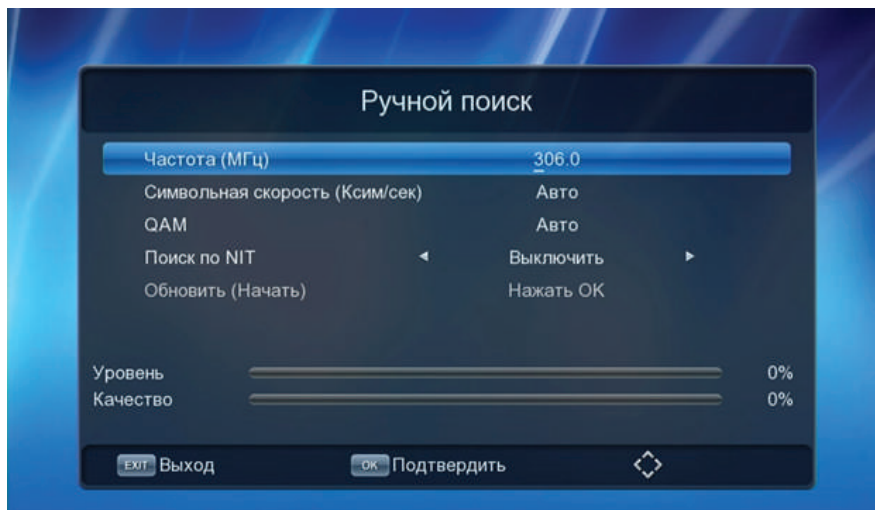 Ручной поиск
Частота (МГц) 306.0
Символьная скорость (Ксим/сек) Авто
QAM Авто
Поиск по NIT Выключить
Обновить (Начать) Нажать OK
Уровень 0%
Качество 0%
EXIT Выход OK Подтвердить